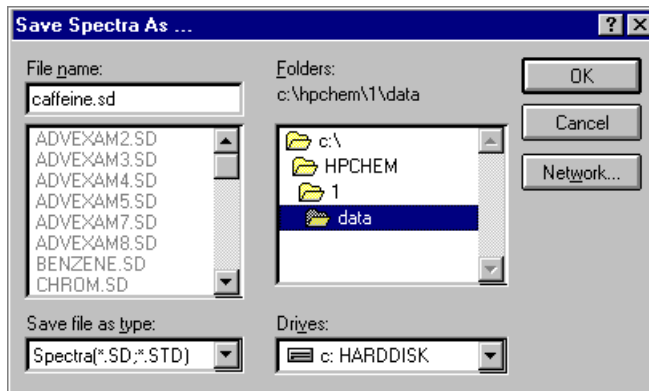 Save Spectra As ...
File name:
caffeine.sd
ADVEXAM2.SD
ADVEXAM3.SD
ADVEXAM4.SD
ADVEXAM5.SD
ADVEXAM7.SD
ADVEXAM8.SD
BENZENE.SD
CHROM.SD
Save file as type:
Spectra(*.SD;*.STD)
Folders:
c:\hpchem\1\data
c:\
HPCHEM
1
data
Drives:
c: HARDDISK
OK
Cancel
Network...